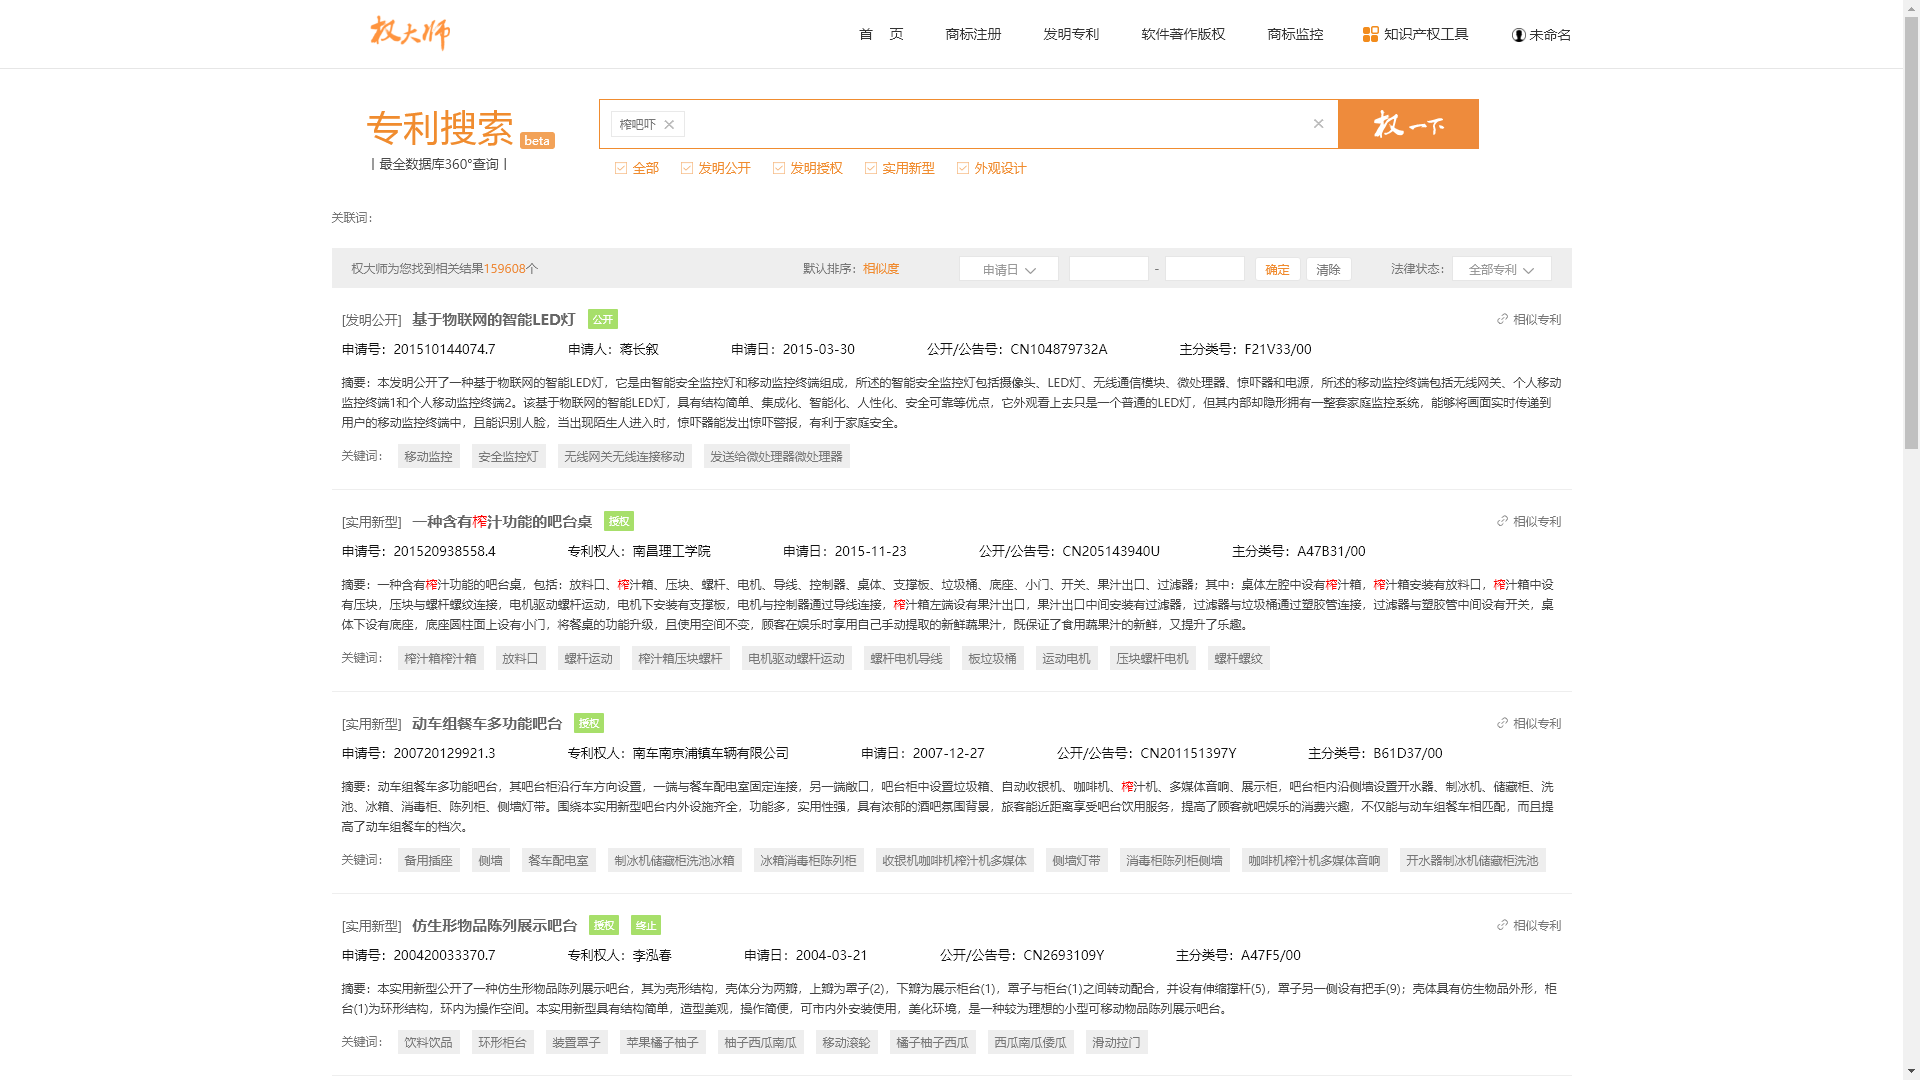 权大师
首 页 商标注册 发明专利 软件著作版权 商标监控 知识产权工具 未命名
专利搜索 beta
| 最全数据库360°查询 |
榨吧吓 × × 权一下
全部 发明公开 发明授权 实用新型 外观设计
关联词：
权大师为您找到相关结果159608个 默认排序：相似度 申请日 - 确定 清除 法律状态：全部专利
[发明公开] 基于物联网的智能LED灯 公开 相似专利
申请号：201510144074.7 申请人：蒋长叙 申请日：2015-03-30 公开/公告号：CN104879732A 主分类号：F21V33/00
摘要：本发明公开了一种基于物联网的智能LED灯，它是由智能安全监控灯和移动监控终端组成，所述的智能安全监控灯包括摄像头、LED灯、无线通信模块、微处理器、惊吓器和电源，所述的移动监控终端包括无线网关、个人移动
监控终端1和个人移动监控终端2。该基于物联网的智能LED灯，具有结构简单、集成化、智能化、人性化、安全可靠等优点，它外观看上去只是一个普通的LED灯，但其内部却隐形拥有一整套家庭监控系统，能够将画面实时传递到
用户的移动监控终端中，且能识别人脸，当出现陌生人进入时，惊吓器能发出惊吓警报，有利于家庭安全。
关键词： 移动监控 安全监控灯 无线网关无线连接移动 发送给微处理器微处理器
[实用新型] 一种含有榨汁功能的吧台桌 授权 相似专利
申请号：201520938558.4 专利权人：南昌理工学院 申请日：2015-11-23 公开/公告号：CN205143940U 主分类号：A47B31/00
摘要：一种含有榨汁功能的吧台桌，包括：放料口、榨汁箱、压块、螺杆、电机、导线、控制器、桌体、支撑板、垃圾桶、底座、小门、开关、果汁出口、过滤器；其中：桌体左腔中设有榨汁箱，榨汁箱安装有放料口，榨汁箱中设
有压块，压块与螺杆螺纹连接，电机驱动螺杆运动，电机下安装有支撑板，电机与控制器通过导线连接，榨汁箱左端设有果汁出口，果汁出口中间安装有过滤器，过滤器与垃圾桶通过塑胶管连接，过滤器与塑胶管中间设有开关，桌
体下设有底座，底座圆柱面上设有小门，将餐桌的功能升级，且使用空间不变，顾客在娱乐时享用自己手动提取的新鲜蔬果汁，既保证了食用蔬果汁的新鲜，又提升了乐趣。
关键词： 榨汁箱榨汁箱 放料口 螺杆运动 榨汁箱压块螺杆 电机驱动螺杆运动 螺杆电机导线 板垃圾桶 运动电机 压块螺杆电机 螺杆螺纹
[实用新型] 动车组餐车多功能吧台 授权 相似专利
申请号：200720129921.3 专利权人：南车南京浦镇车辆有限公司 申请日：2007-12-27 公开/公告号：CN201151397Y 主分类号：B61D37/00
摘要：动车组餐车多功能吧台，其吧台柜沿行车方向设置，一端与餐车配电室固定连接，另一端敞口，吧台柜中设置垃圾箱、自动收银机、咖啡机、榨汁机、多媒体音响、展示柜，吧台柜内沿侧墙设置开水器、制冰机、储藏柜、洗
池、冰箱、消毒柜、陈列柜、侧墙灯带。围绕本实用新型吧台内外设施齐全，功能多，实用性强，具有浓郁的酒吧氛围背景，旅客能近距离享受吧台饮用服务，提高了顾客就吧娱乐的消费兴趣，不仅能与动车组餐车相匹配，而且提
高了动车组餐车的档次。
关键词： 备用插座 侧墙 餐车配电室 制冰机储藏柜洗池冰箱 冰箱消毒柜陈列柜 收银机咖啡机榨汁机多媒体 侧墙灯带 消毒柜陈列柜侧墙 咖啡机榨汁机多媒体音响 开水器制冰机储藏柜洗池
[实用新型] 仿生形物品陈列展示吧台 授权 终止 相似专利
申请号：200420033370.7 专利权人：李泓春 申请日：2004-03-21 公开/公告号：CN2693109Y 主分类号：A47F5/00
摘要：本实用新型公开了一种仿生形物品陈列展示吧台，其为壳形结构，壳体分为两瓣，上瓣为罩子(2)，下瓣为展示柜台(1)，罩子与柜台(1)之间转动配合，并设有伸缩撑杆(5)，罩子另一侧设有把手(9)；壳体具有仿生物品外形，柜
台(1)为环形结构，环内为操作空间。本实用新型具有结构简单，造型美观，操作简便，可市内外安装使用，美化环境，是一种较为理想的小型可移动物品陈列展示吧台。
关键词： 饮料饮品 环形柜台 装置罩子 苹果橘子柚子 柚子西瓜南瓜 移动滚轮 橘子柚子西瓜 西瓜南瓜倭瓜 滑动拉门